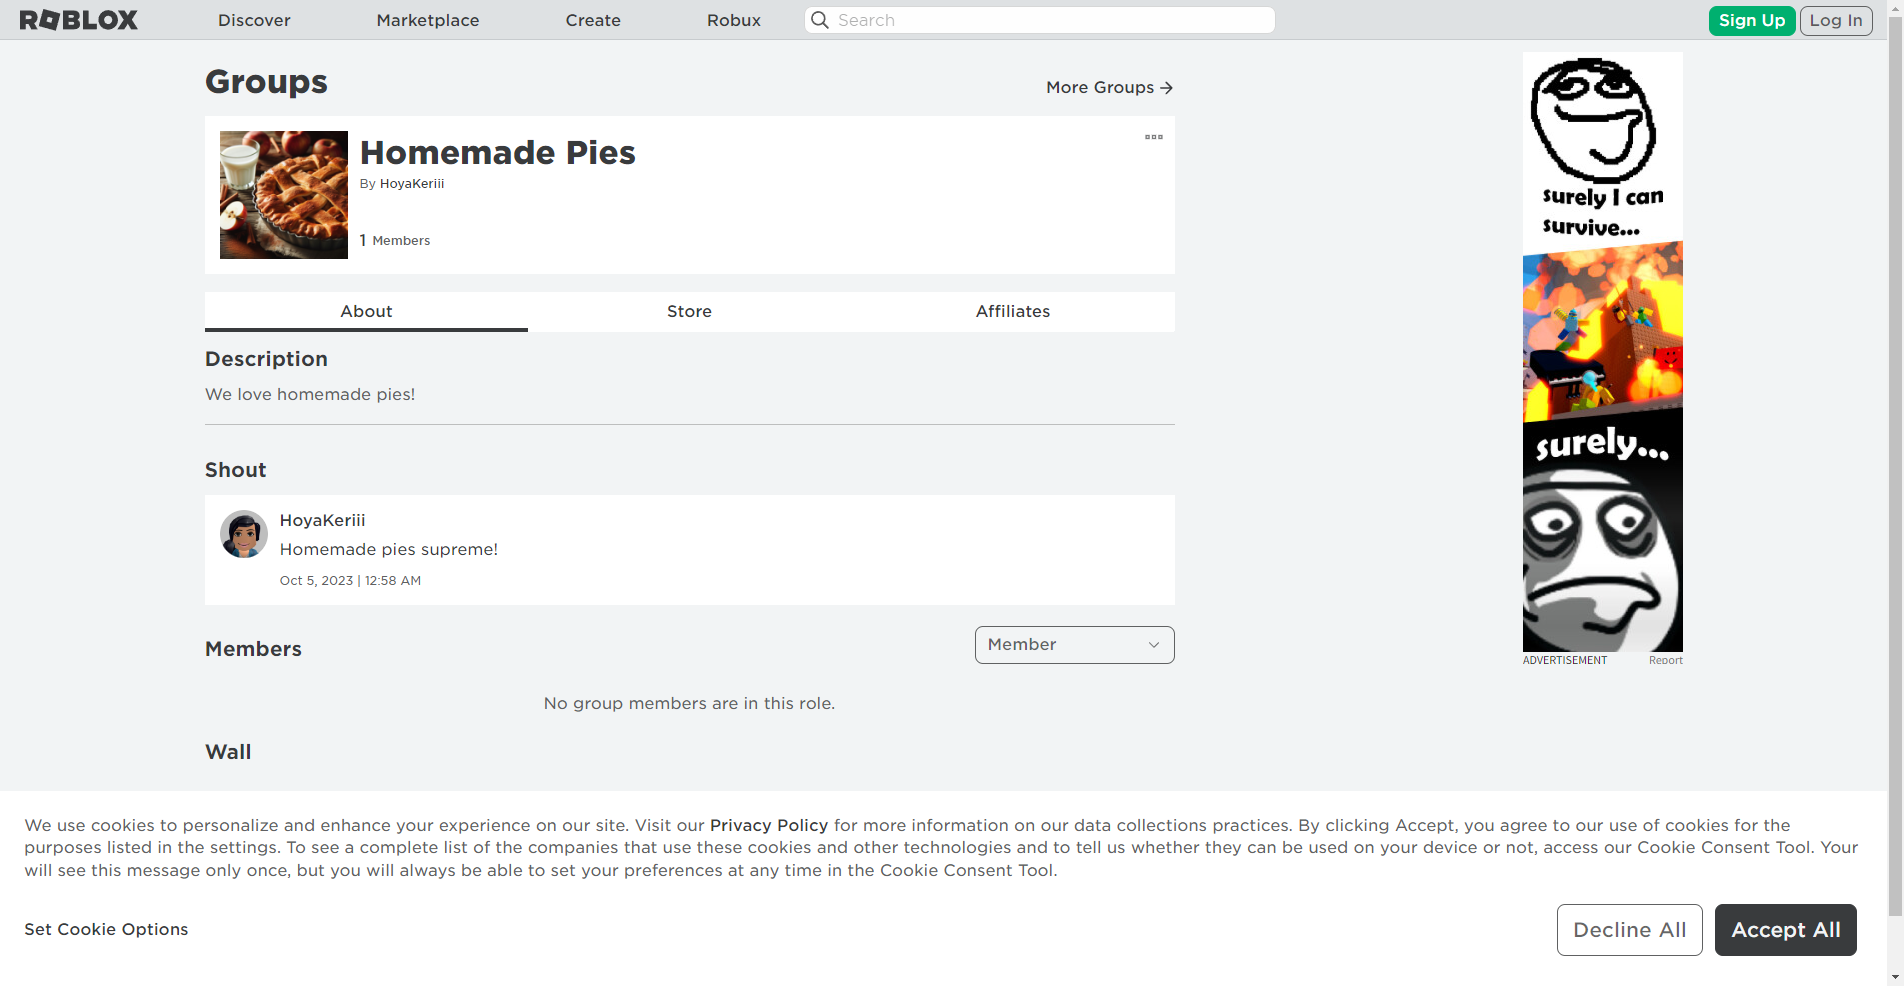 ROBLOX
Discover
Marketplace
Create
Robux
Search
Sign Up
Log In
Groups
More Groups
Homemade Pies
By HoyaKeriii
1 Members
About
Store
Affiliates
Description
We love homemade pies!
Shout
HoyaKeriii
Homemade pies supreme!
Oct 5, 2023 | 12:58 AM
Members
Member
No group members are in this role.
Wall
surely I can
survive...
surely...
ADVERTISEMENT
Report
We use cookies to personalize and enhance your experience on our site. Visit our Privacy Policy for more information on our data collections practices. By clicking Accept, you agree to our use of cookies for the
purposes listed in the settings. To see a complete list of the companies that use these cookies and other technologies and to tell us whether they can be used on your device or not, access our Cookie Consent Tool. Your
will see this message only once, but you will always be able to set your preferences at any time in the Cookie Consent Tool.
Set Cookie Options
Decline All
Accept All